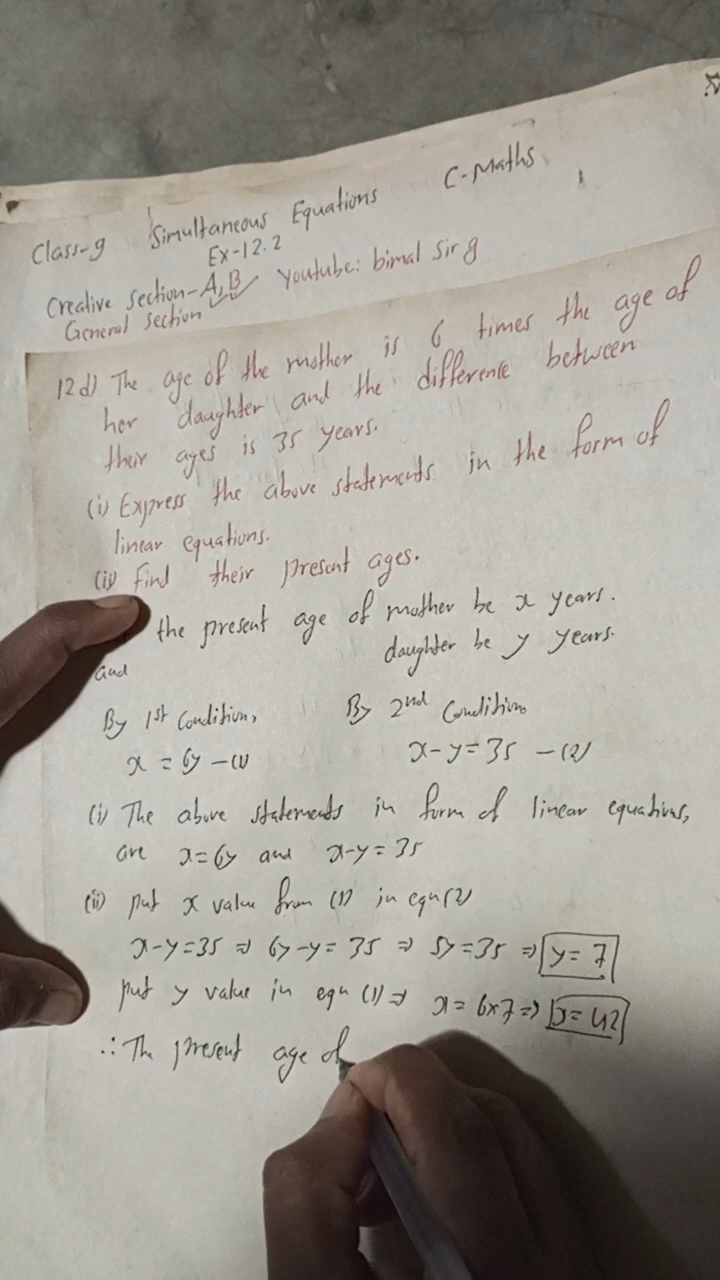 Class-9 Simultaneous Equations C-Maths
Ex-12.2
Creative section-A, B Youtube: bimal Sir g
General Section
12d) The age of the mother is 6 times the age of
her daughter and the difference between
their ages is 35 years.
(i) Express the above statements in the form of
linear equations.
(ii) Find their present ages.
the present age of mother be x years.
and daughter be y years.
By 1st Condition, By 2nd Condition,
x = 6y -(1) x-y=35 -(2)
(i) The above statements in form of linear equations,
are x=6y and x-y=35
(ii) put x value from (1) in eqn(2)
x-y=35 ⇒ 6y-y=35 ⇒ 5y=35 ⇒ y=7
put y value in eqn (1) ⇒ x=6×7 ⇒ x=42
∴ The present age of